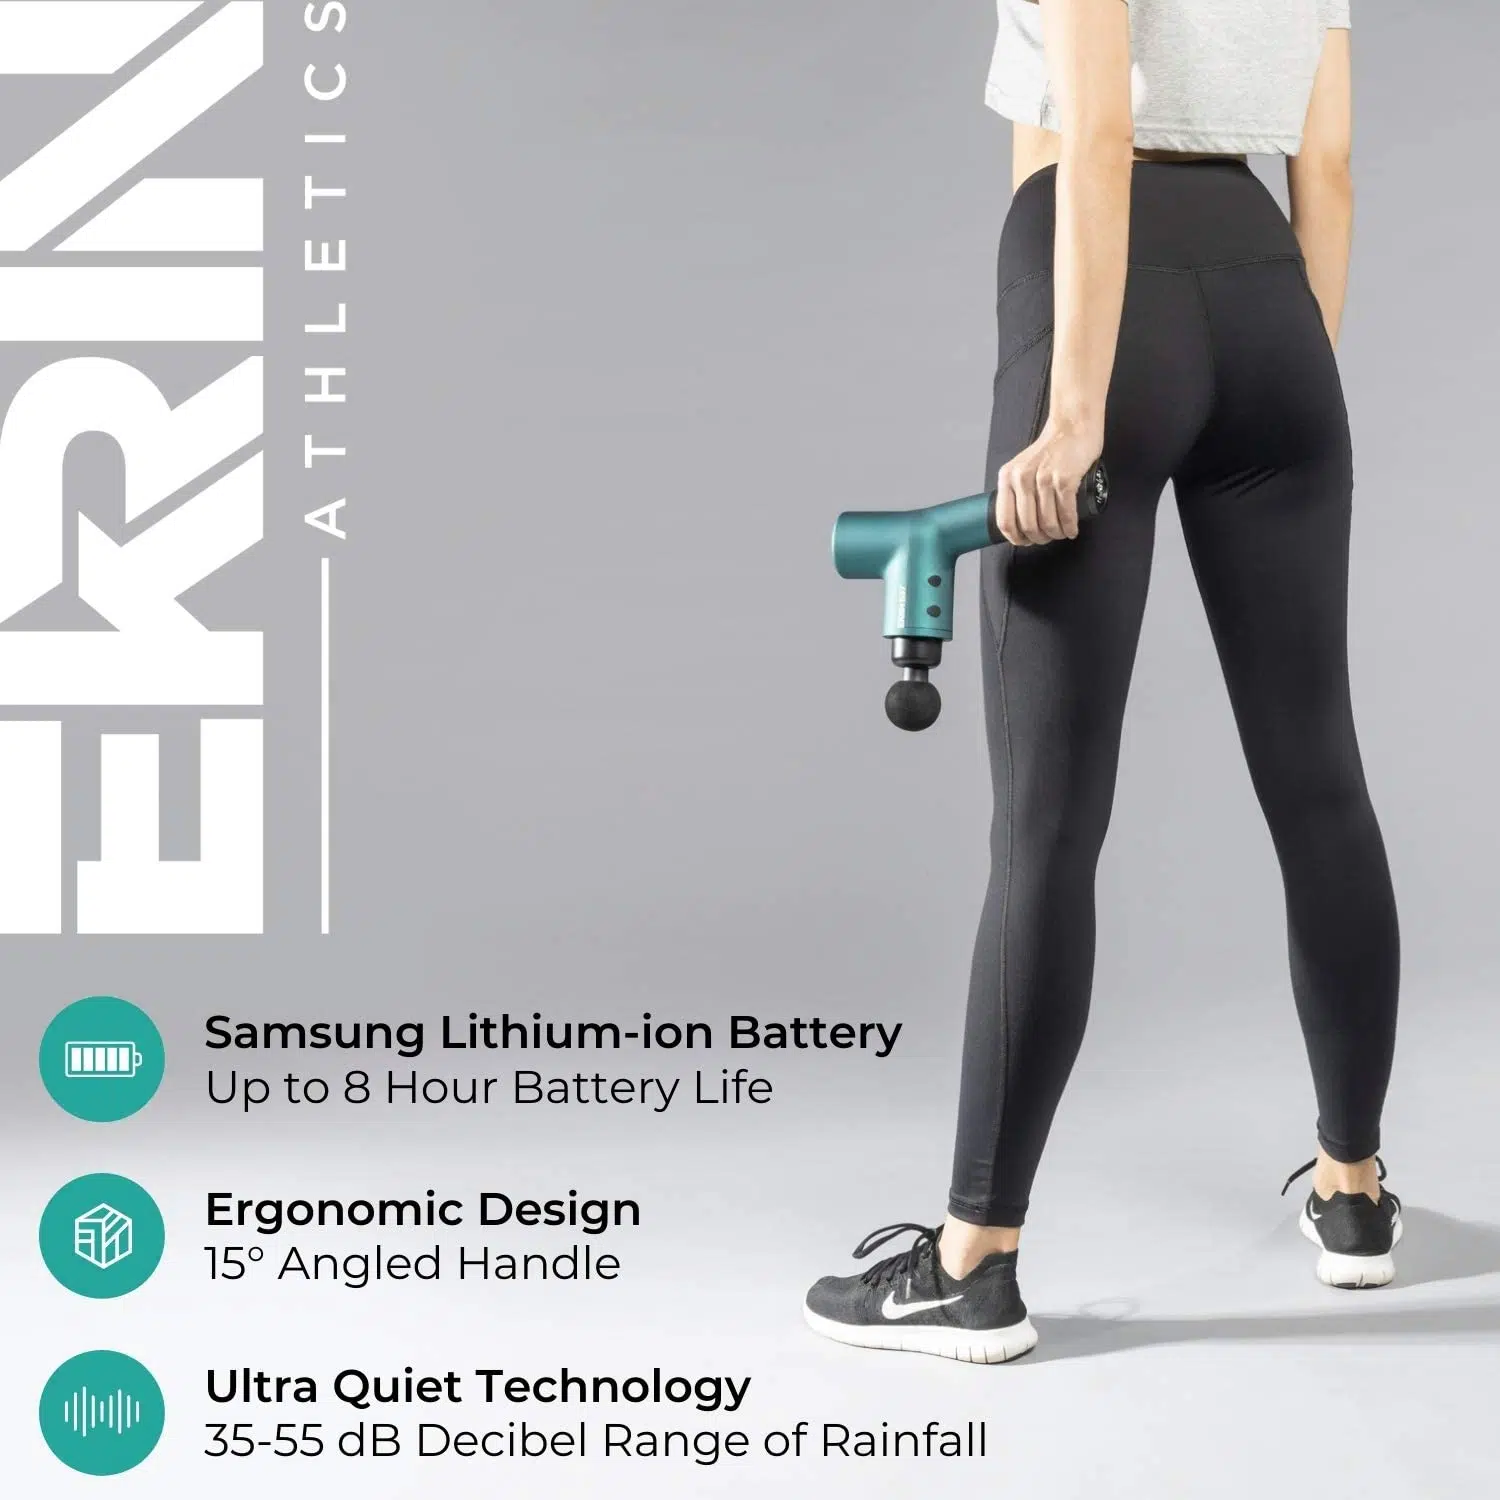 EKRIN
ATHLETICS
Samsung Lithium-ion Battery
Up to 8 Hour Battery Life
Ergonomic Design
15° Angled Handle
Ultra Quiet Technology
35-55 dB Decibel Range of Rainfall